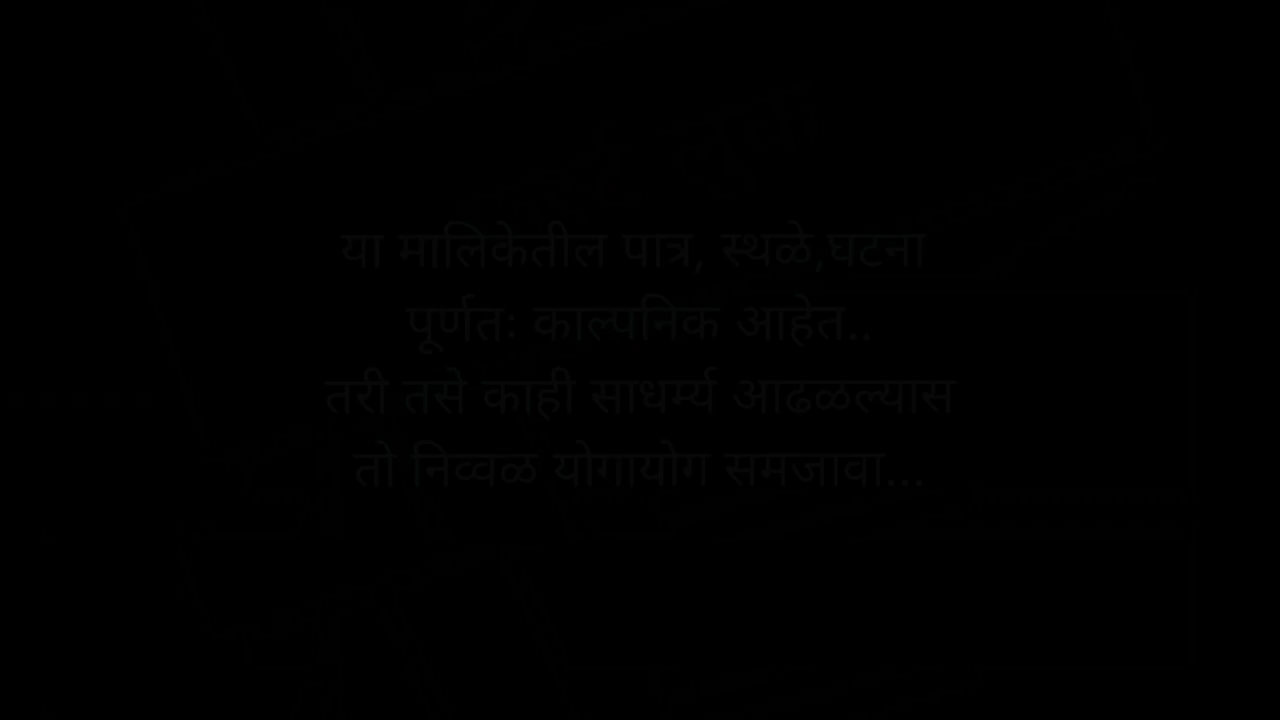 या मालिकेतील पात्र, स्थळे,घटना
पूर्णत: काल्पनिक आहेत..
तरी तसे काही साधर्म्य आढळल्यास
तो निव्वळ योगायोग समजावा...